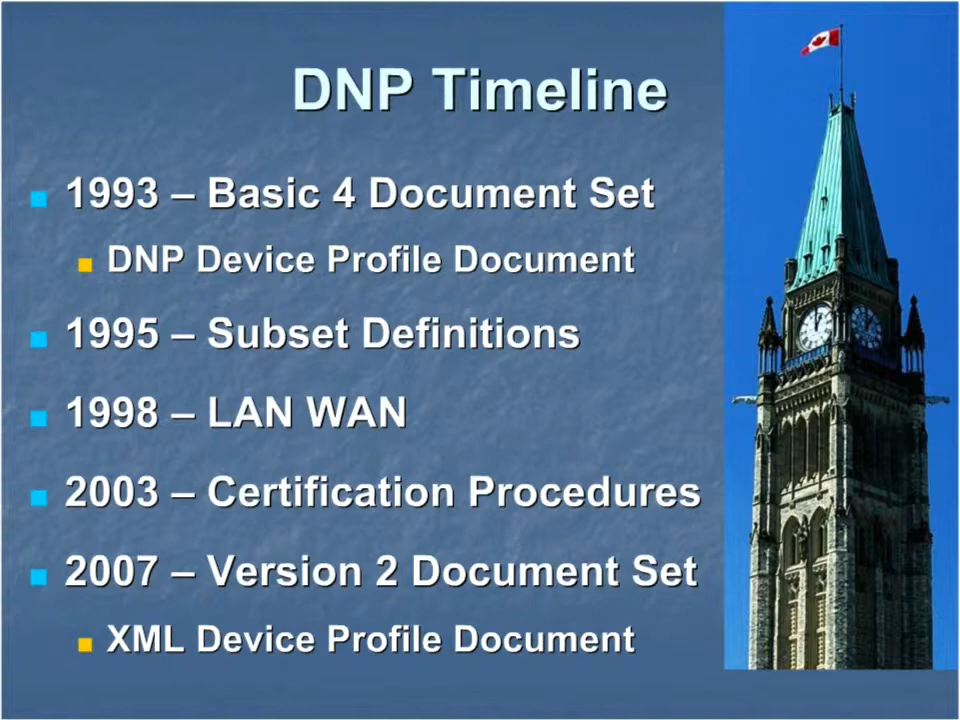 DNP Timeline
1993 – Basic 4 Document Set
DNP Device Profile Document
1995 – Subset Definitions
1998 – LAN WAN
2003 – Certification Procedures
2007 – Version 2 Document Set
XML Device Profile Document